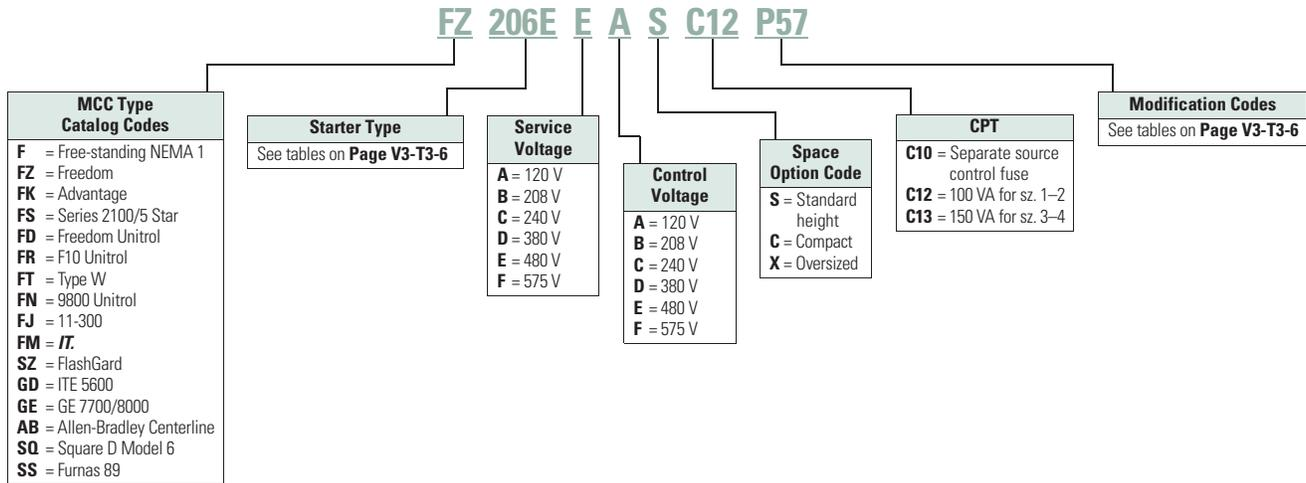 FZ 206E E A S C12 P57
MCC Type
Catalog Codes
F = Free-standing NEMA 1
FZ = Freedom
FK = Advantage
FS = Series 2100/5 Star
FD = Freedom Unitrol
FR = F10 Unitrol
FT = Type W
FN = 9800 Unitrol
FJ = 11-300
FM = IT.
SZ = FlashGard
GD = ITE 5600
GE = GE 7700/8000
AB = Allen-Bradley Centerline
SQ = Square D Model 6
SS = Furnas 89
Starter Type
See tables on Page V3-T3-6
Service
Voltage
A = 120 V
B = 208 V
C = 240 V
D = 380 V
E = 480 V
F = 575 V
Control
Voltage
A = 120 V
B = 208 V
C = 240 V
D = 380 V
E = 480 V
F = 575 V
Space
Option Code
S = Standard
height
C = Compact
X = Oversized
CPT
C10 = Separate source
control fuse
C12 = 100 VA for sz. 1–2
C13 = 150 VA for sz. 3–4
Modification Codes
See tables on Page V3-T3-6